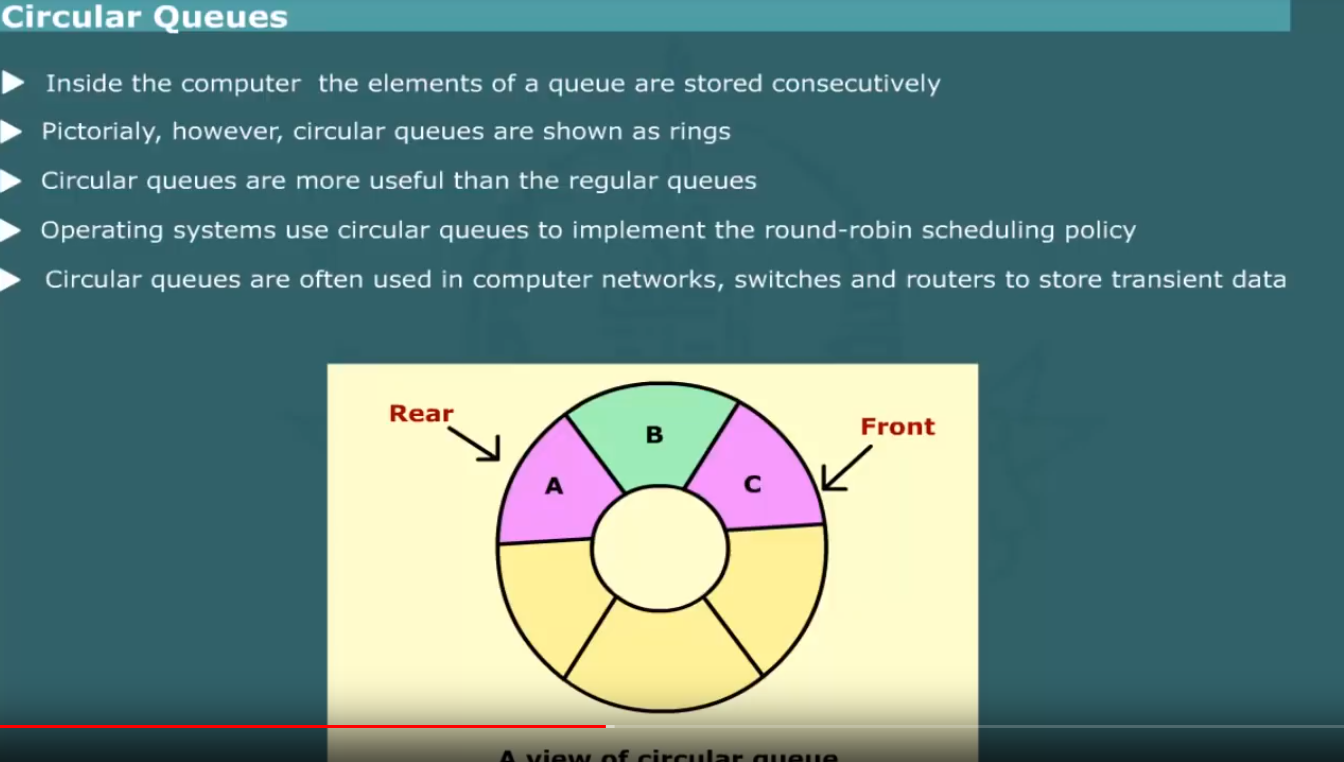 Circular Queues
Inside the computer the elements of a queue are stored consecutively
Pictorialy, however, circular queues are shown as rings
Circular queues are more useful than the regular queues
Operating systems use circular queues to implement the round-robin scheduling policy
Circular queues are often used in computer networks, switches and routers to store transient data
Rear
Front
B
A
C
A view of circular queue